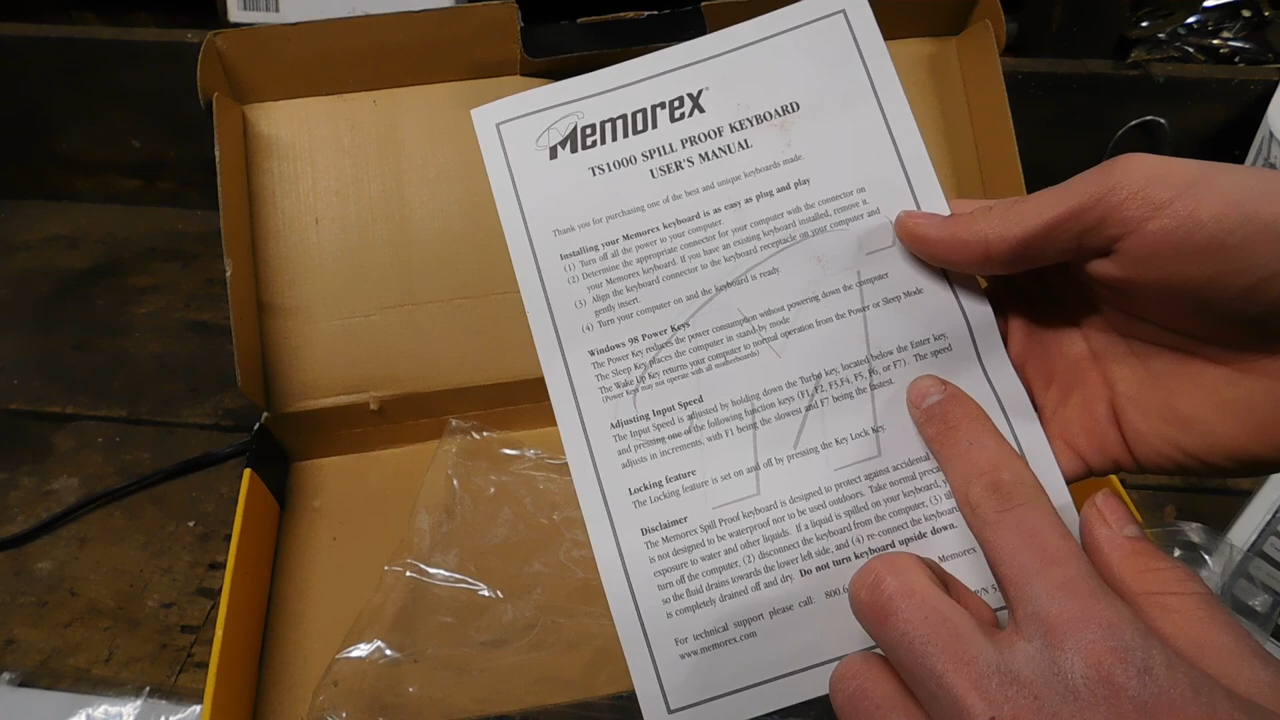 Memorex®
TS1000 SPILL PROOF KEYBOARD
USER'S MANUAL
Thank you for purchasing one of the best and unique keyboards made.
Installing your Memorex keyboard is as easy as plug and play
(1) Turn off all the power to your computer.
(2) Determine the appropriate connector for your computer with the connector on
your Memorex keyboard. If you have an existing keyboard installed, remove it.
(3) Align the keyboard connector to the keyboard receptacle on your computer and
gently insert.
(4) Turn your computer on and the keyboard is ready.
Windows 98 Power Keys
The Power Key reduces the power consumption without powering down the computer
The Sleep Key places the computer in stand-by mode
The Wake Up Key returns your computer to normal operation from the Power or Sleep Mode
(Power Keys may not operate with all motherboards)
Adjusting Input Speed
The Input Speed is adjusted by holding down the Turbo key, located below the Enter key,
and pressing one of the following function keys (F1, F2, F3,F4, F5, F6, or F7). The speed
adjusts in increments, with F1 being the slowest and F7 being the fastest.
Locking feature
The Locking feature is set on and off by pressing the Key Lock Key.
Disclaimer
The Memorex Spill Proof keyboard is designed to protect against accidental
is not designed to be waterproof nor to be used outdoors. Take normal
exposure to water and other liquids. If a liquid is spilled on your keyboard,
turn off the computer, (2) disconnect the keyboard from the computer, (3)
so the fluid drains towards the lower left side, and (4) re-connect the
is completely drained off and dry. Do not turn keyboard upside down.
For technical support please call: 800.6 Memorex
www.memorex.com P/N 5